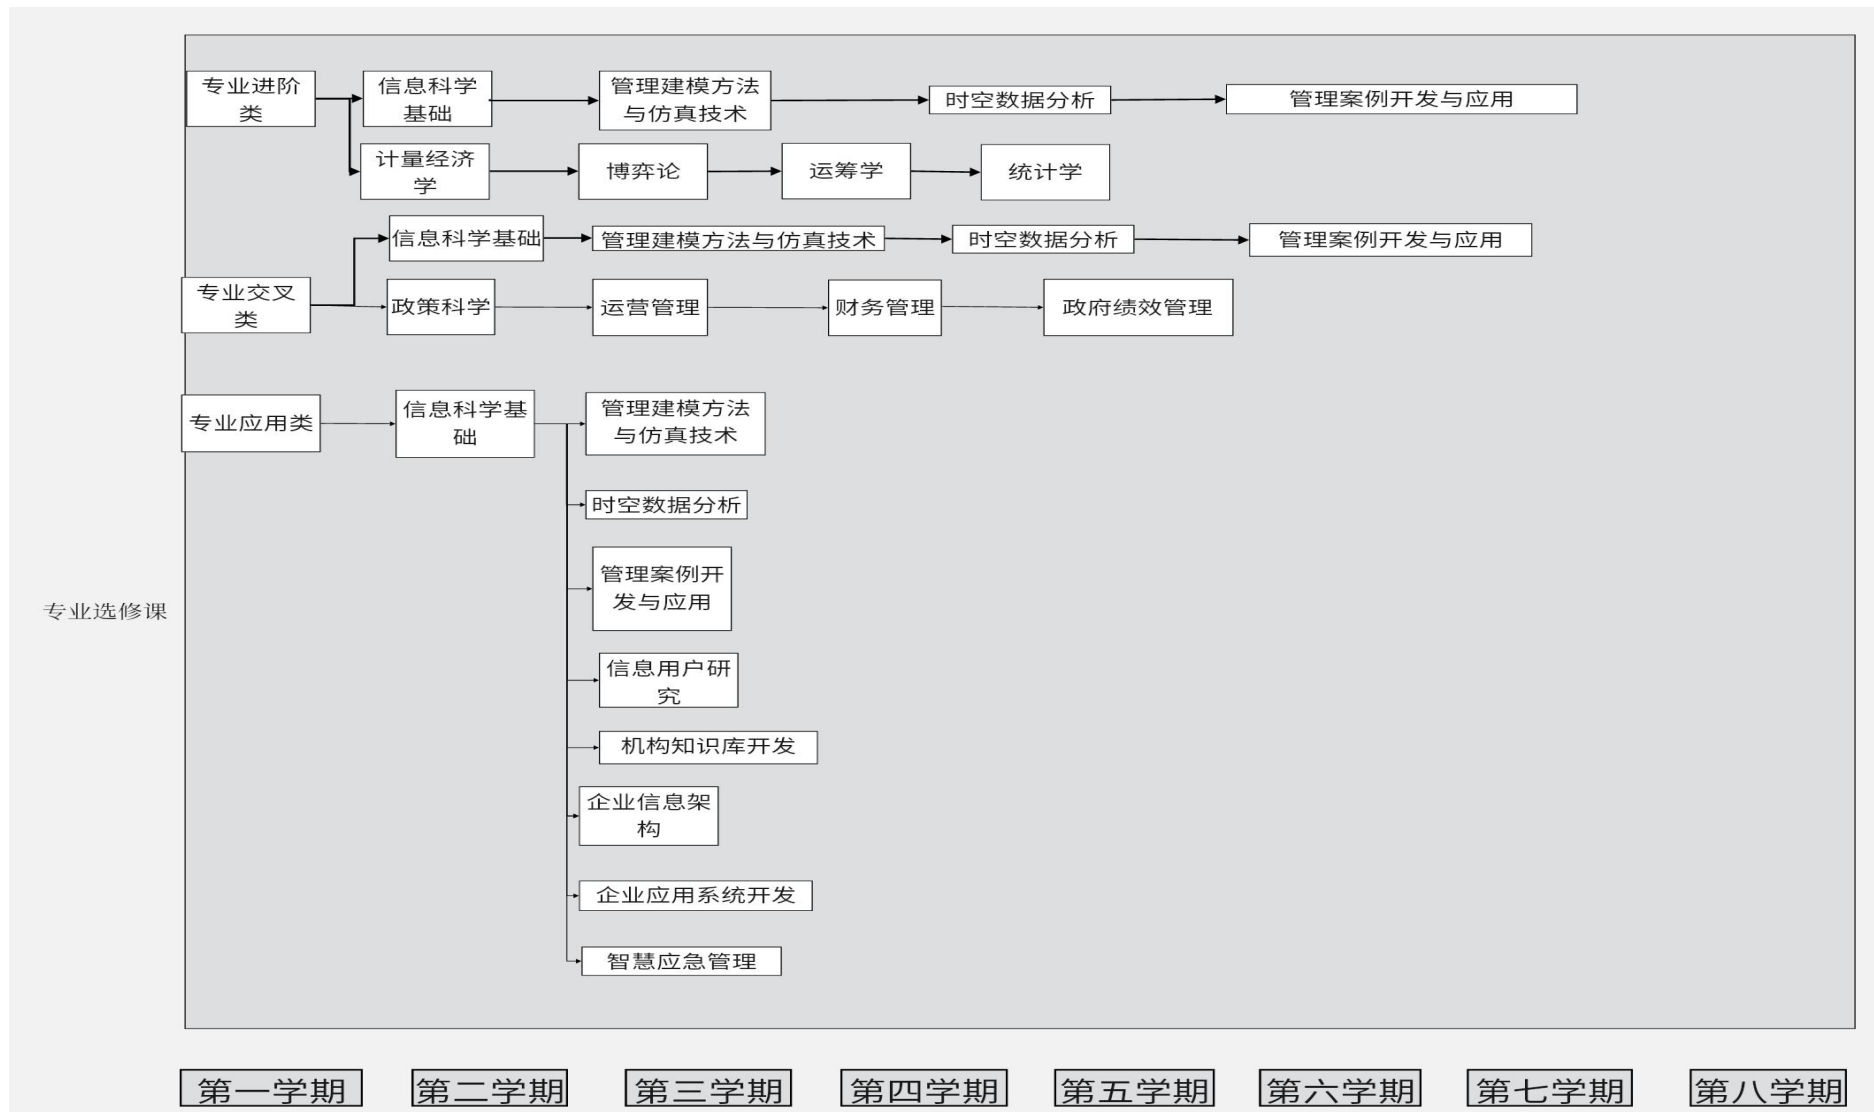 专业进阶
类
信息科学
基础
管理建模方法
与仿真技术
时空数据分析
管理案例开发与应用
计量经济
学
博弈论
运筹学
统计学
信息科学基础
管理建模方法与仿真技术
时空数据分析
管理案例开发与应用
专业交叉
类
政策科学
运营管理
财务管理
政府绩效管理
专业应用类
信息科学基
础
管理建模方法
与仿真技术
时空数据分析
管理案例开
发与应用
专业选修课
信息用户研
究
机构知识库开发
企业信息架
构
企业应用系统开发
智慧应急管理
第一学期
第二学期
第三学期
第四学期
第五学期
第六学期
第七学期
第八学期